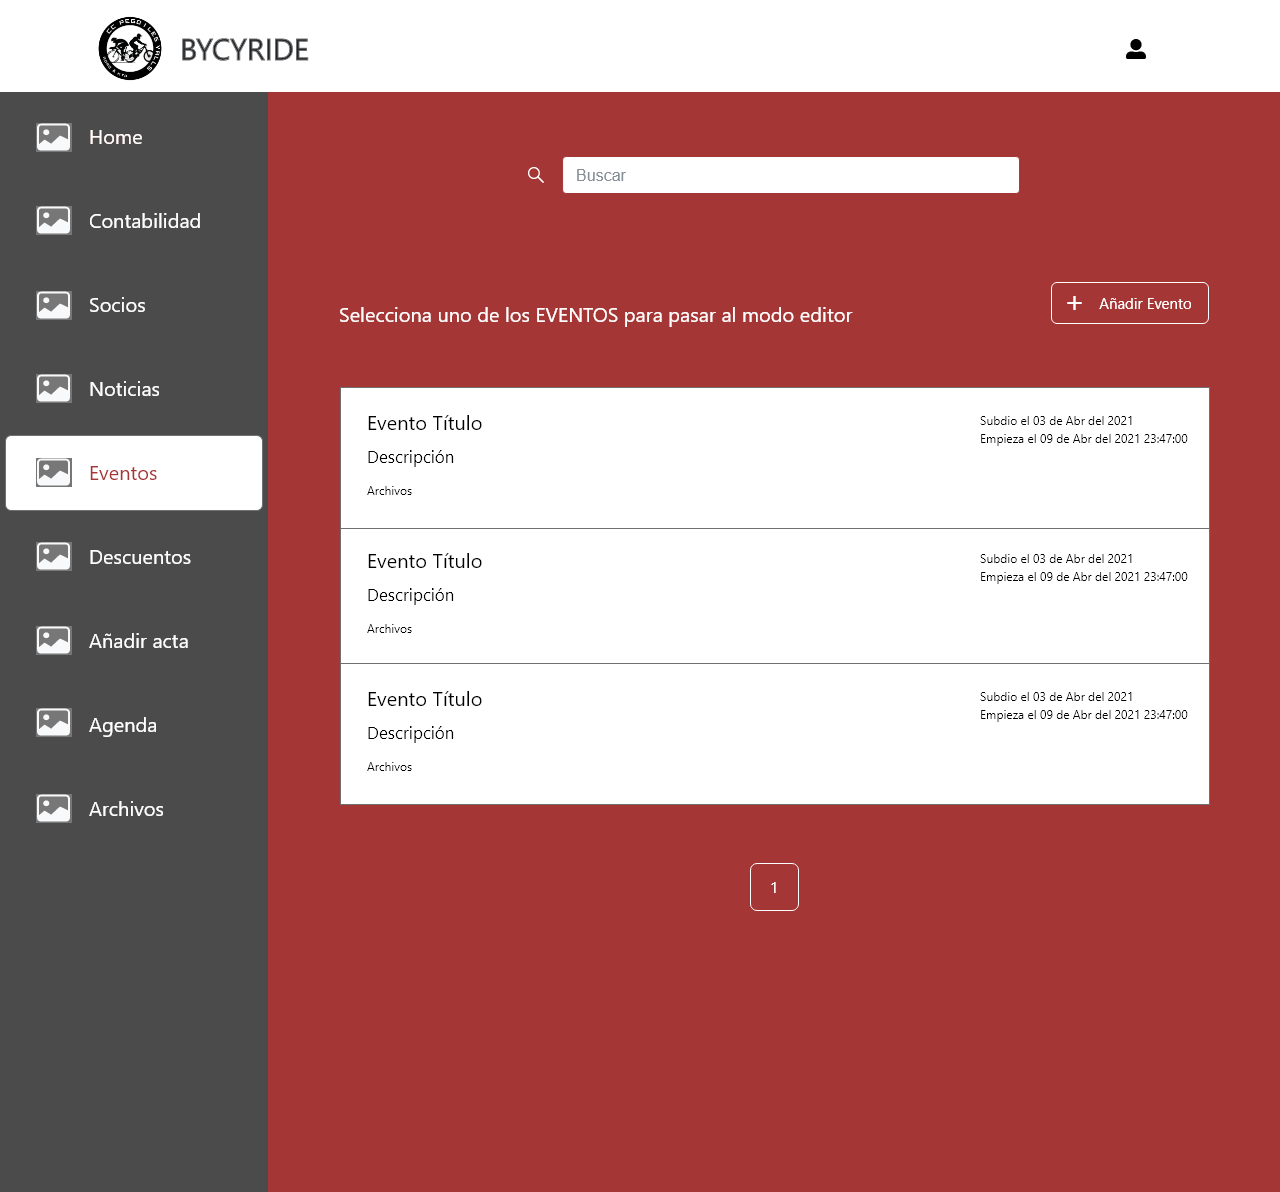 CC PEGO I LES VALLS
BYCYRIDE
Home
Contabilidad
Socios
Noticias
Eventos
Descuentos
Añadir acta
Agenda
Archivos
Buscar
Selecciona uno de los EVENTOS para pasar al modo editor
Añadir Evento
Evento Título
Subdio el 03 de Abr del 2021
Empieza el 09 de Abr del 2021 23:47:00
Descripción
Archivos
Evento Título
Subdio el 03 de Abr del 2021
Empieza el 09 de Abr del 2021 23:47:00
Descripción
Archivos
Evento Título
Subdio el 03 de Abr del 2021
Empieza el 09 de Abr del 2021 23:47:00
Descripción
Archivos
1